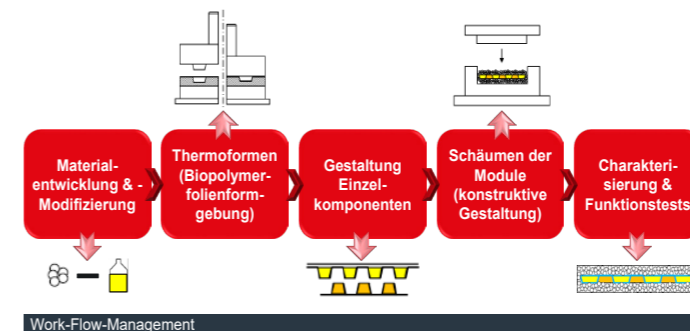 Material-
entwicklung & -
Modifizierung
Thermoformen
(Biopolymer-
folienform-
gebung)
Gestaltung
Einzel-
komponenten
Schäumen der
Module
(konstruktive
Gestaltung)
Charakteri-
sierung &
Funktionstests
Work-Flow-Management